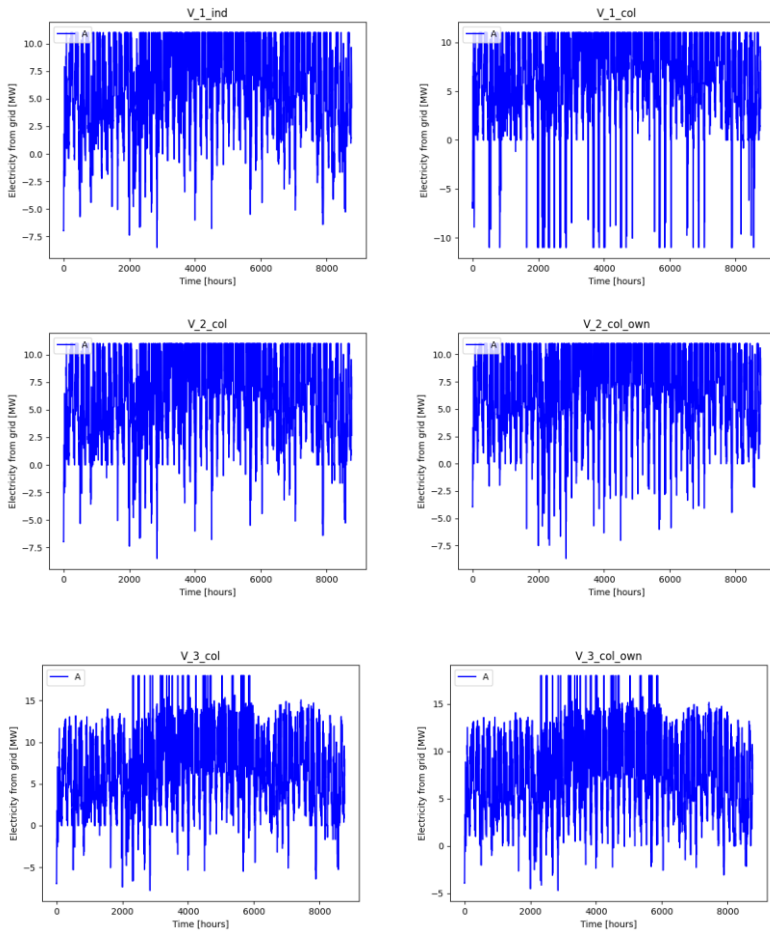 V_1_ind
A
Electricity from grid [MW]
10.0
7.5
5.0
2.5
0.0
−2.5
−5.0
−7.5
0 2000 4000 6000 8000
Time [hours]
V_1_col
A
Electricity from grid [MW]
10
5
0
−5
−10
0 2000 4000 6000 8000
Time [hours]
V_2_col
A
Electricity from grid [MW]
10.0
7.5
5.0
2.5
0.0
−2.5
−5.0
−7.5
0 2000 4000 6000 8000
Time [hours]
V_2_col_own
A
Electricity from grid [MW]
10.0
7.5
5.0
2.5
0.0
−2.5
−5.0
−7.5
0 2000 4000 6000 8000
Time [hours]
V_3_col
A
Electricity from grid [MW]
15
10
5
0
−5
0 2000 4000 6000 8000
Time [hours]
V_3_col_own
A
Electricity from grid [MW]
15
10
5
0
−5
0 2000 4000 6000 8000
Time [hours]